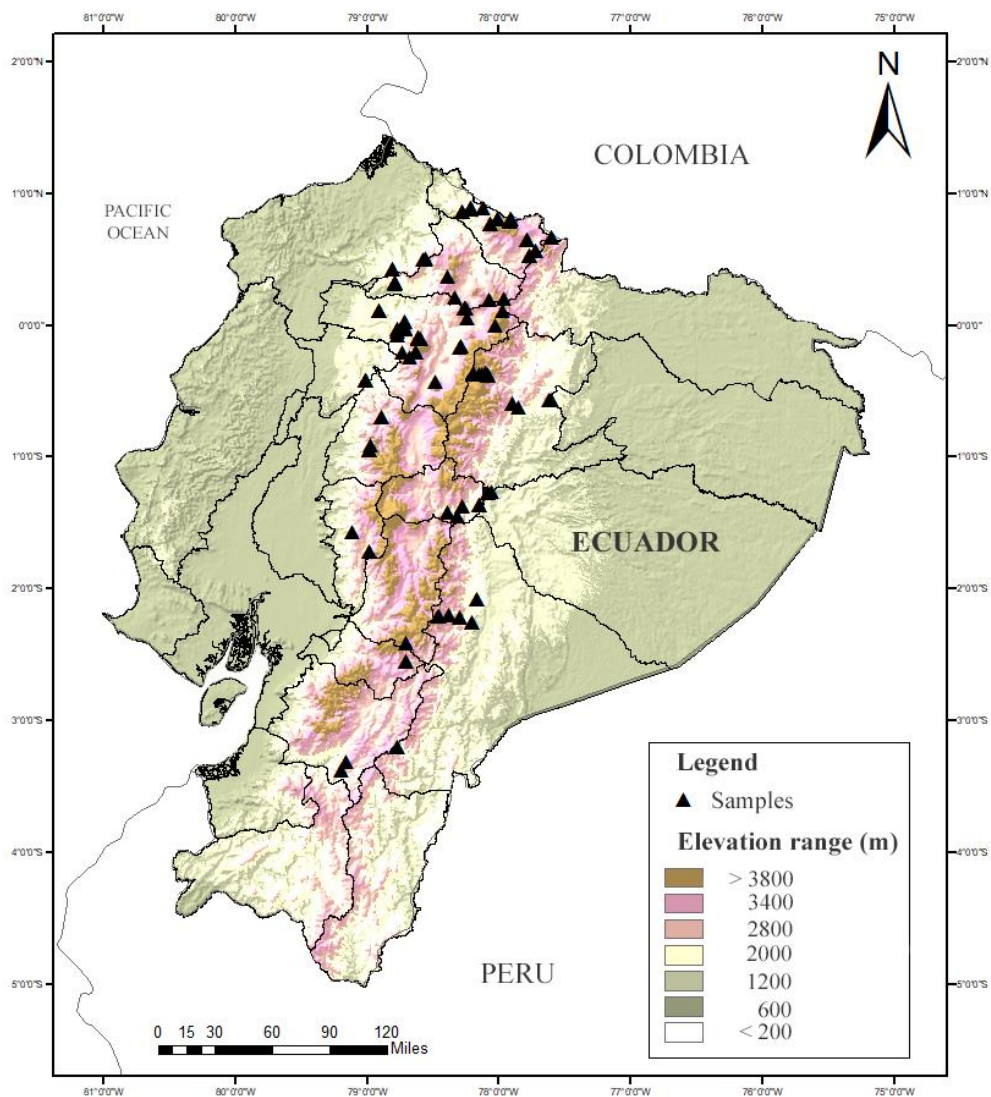 81°0'0"W 80°0'0"W 79°0'0"W 78°0'0"W 77°0'0"W 76°0'0"W 75°0'0"W
2°0'0"N 2°0'0"N
N
COLOMBIA
1°0'0"N 1°0'0"N
PACIFIC
OCEAN
0°0'0" 0°0'0"
1°0'0"S 1°0'0"S
ECUADOR
2°0'0"S 2°0'0"S
3°0'0"S 3°0'0"S
Legend
Samples
Elevation range (m)
> 3800
3400
2800
2000
1200
600
< 200
4°0'0"S 4°0'0"S
PERU
5°0'0"S 5°0'0"S
0 15 30 60 90 120
Miles
81°0'0"W 80°0'0"W 79°0'0"W 78°0'0"W 77°0'0"W 76°0'0"W 75°0'0"W